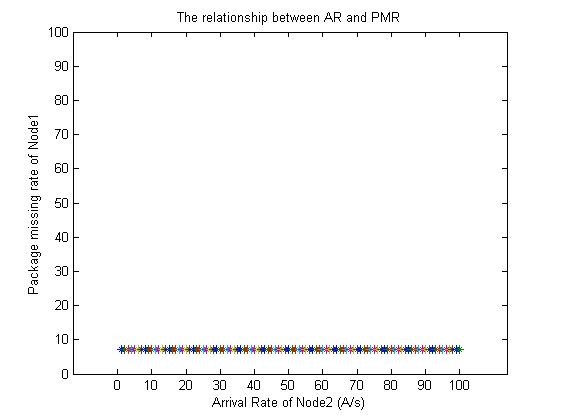 The relationship between AR and PMR
100
90
80
70
60
50
40
30
20
10
0
Package missing rate of Node1
0 10 20 30 40 50 60 70 80 90 100
Arrival Rate of Node2 (A/s)